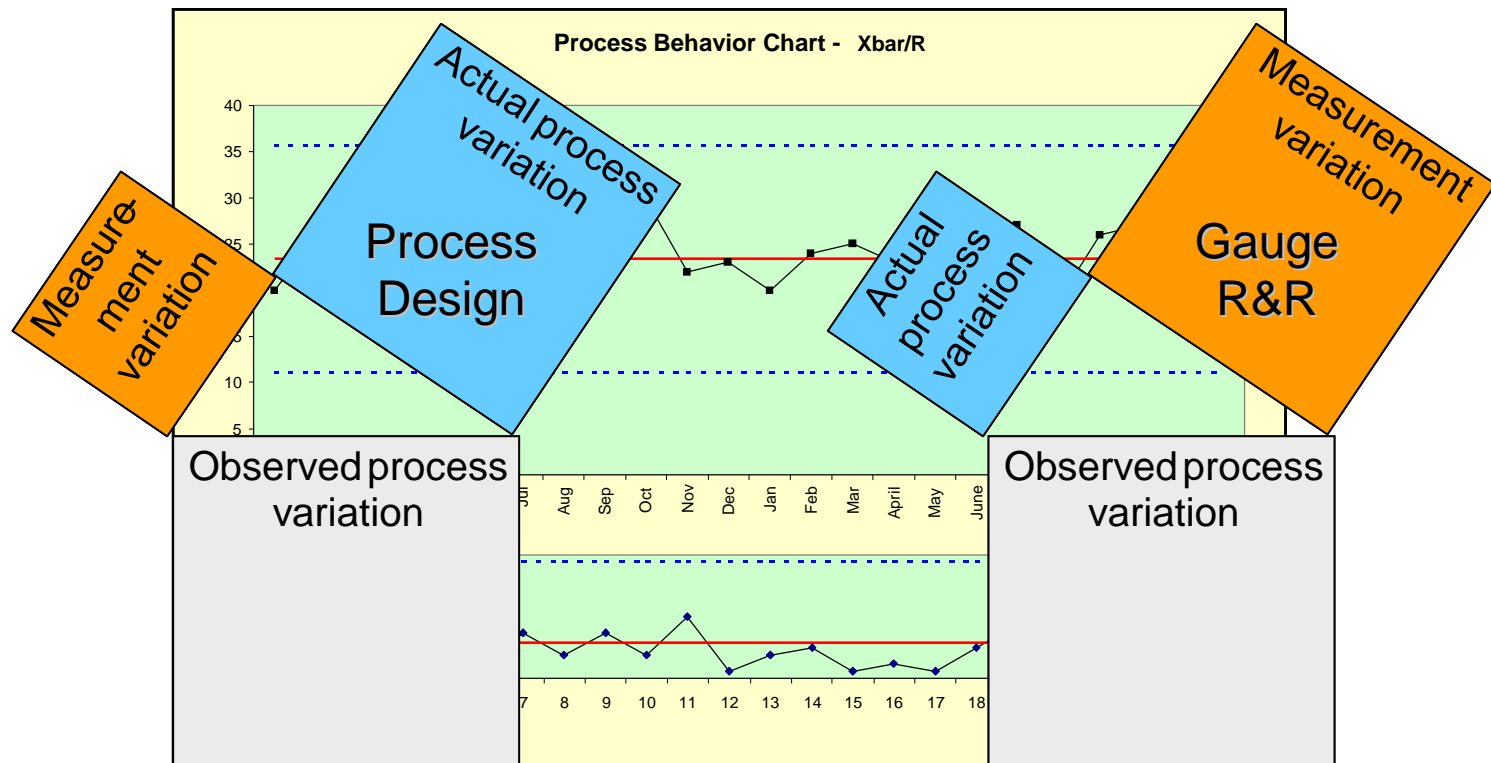 Process Behavior Chart - Xbar/R
Measure-
ment
variation
Actual process
variation
Process
Design
Actual
process
variation
Measurement
variation
Gauge
R&R
40
35
30
25
10
5
Observed process
variation
Observed process
variation
Jul
Aug
Sep
Oct
Nov
Dec
Jan
Feb
Mar
April
May
June
7 8 9 10 11 12 13 14 15 16 17 18